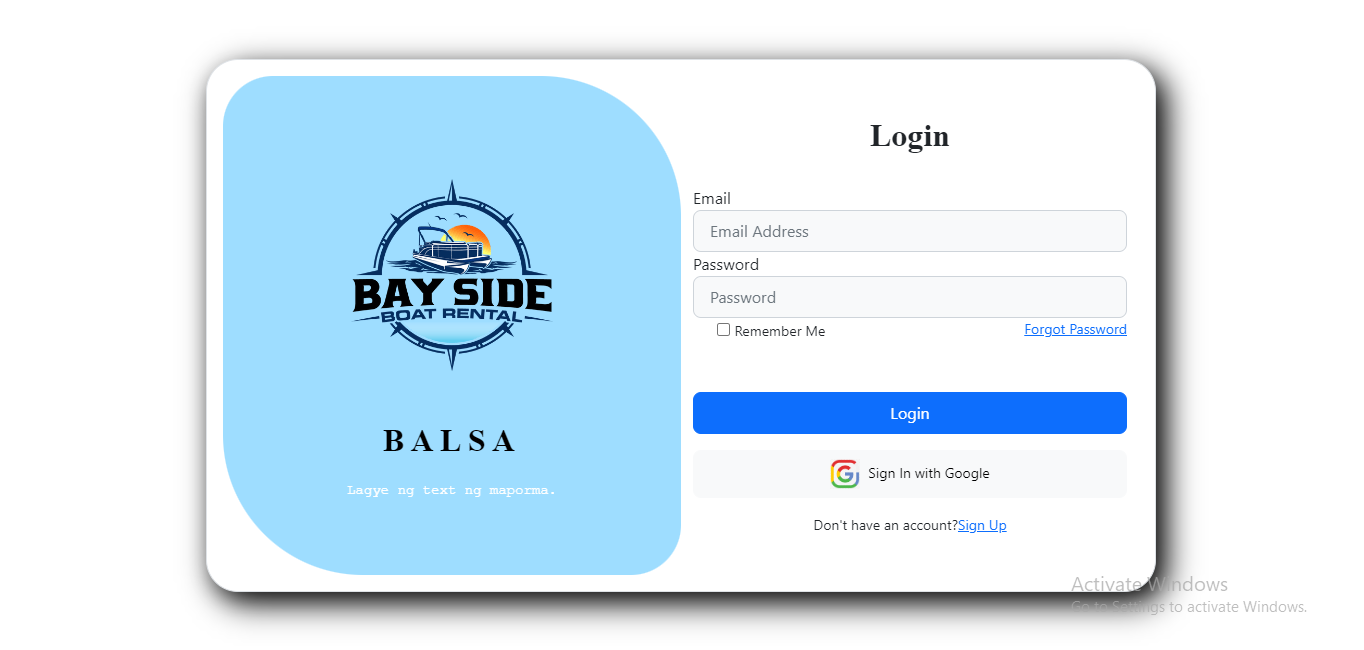 BAY SIDE
BOAT RENTAL
B A L S A
Lagye ng text ng maporma.
Login
Email
Email Address
Password
Password
Remember Me
Forgot Password
Login
Sign In with Google
Don't have an account?Sign Up
Activate Windows
Go to Settings to activate Windows.